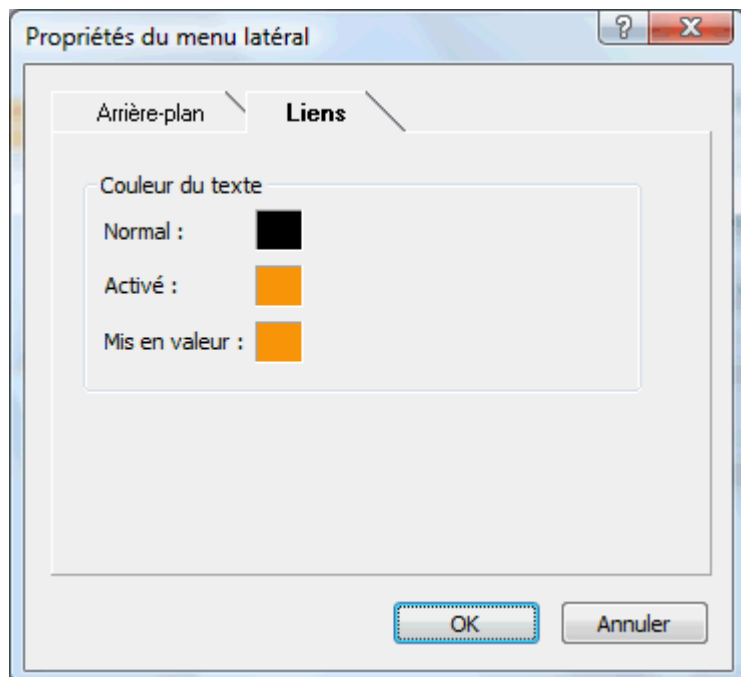 Propriétés du menu latéral
?
X
Arrière-plan Liens
Couleur du texte
Normal :
Activé :
Mis en valeur :
OK Annuler